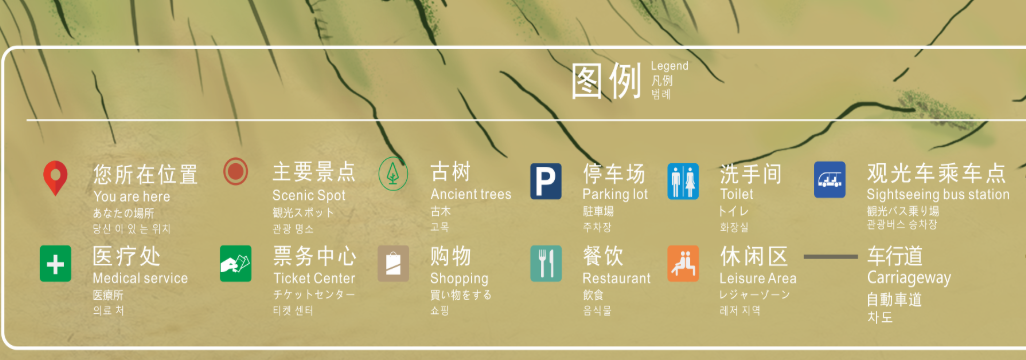 图例
Legend
凡例
범례
您所在位置
You are here
あなたの場所
당신이 있는 위치
主要景点
Scenic Spot
観光スポット
관광 명소
古树
Ancient trees
古木
고목
P
停车场
Parking lot
駐車場
주차장
洗手间
Toilet
トイレ
화장실
观光车乘车点
Sightseeing bus station
観光バス乗り場
관광버스 승차장
医疗处
Medical service
医療所
의료 처
票务中心
Ticket Center
チケットセンター
티켓 센터
购物
Shopping
買い物をする
쇼핑
餐饮
Restaurant
飲食
음식물
休闲区
Leisure Area
レジャーゾーン
레저 지역
车行道
Carriageway
自動車道
차도